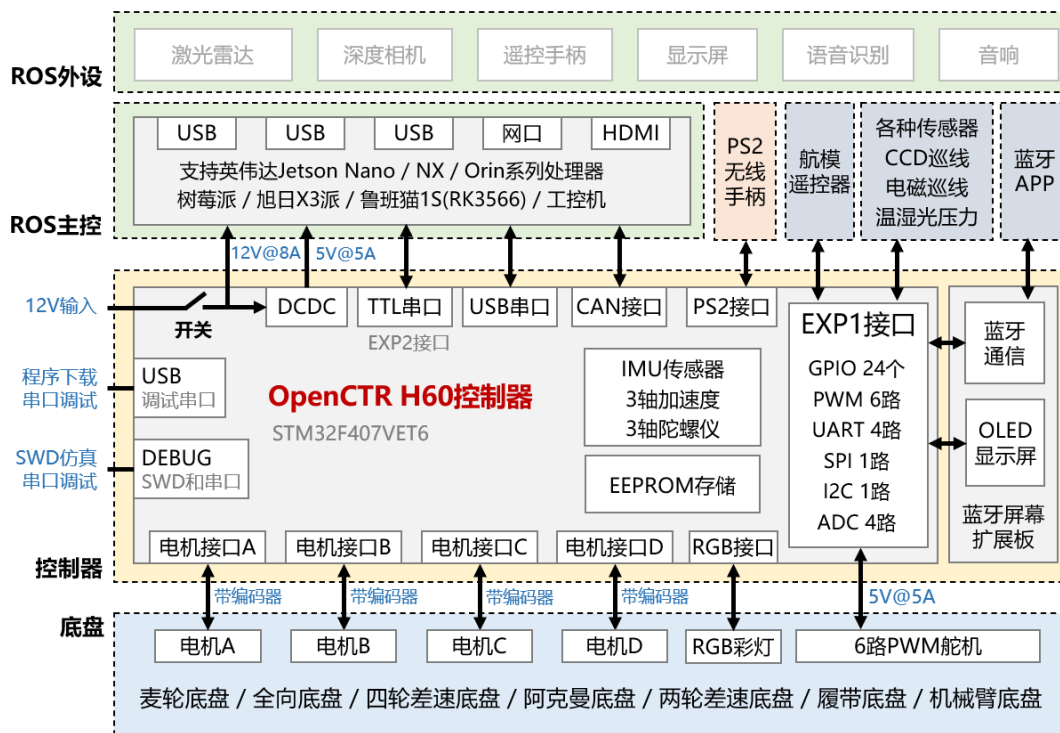 激光雷达
深度相机
遥控手柄
显示屏
语音识别
音响
ROS外设
USB
USB
USB
网口
HDMI
支持英伟达Jetson Nano / NX / Orin系列处理器
树莓派 / 旭日X3派 / 鲁班猫1S(RK3566) / 工控机
ROS主控
PS2
无线
手柄
航模
遥控器
各种传感器
CCD巡线
电磁巡线
温湿光压力
蓝牙
APP
12V@8A
5V@5A
12V输入
开关
DCDC
TTL串口
EXP2接口
USB串口
CAN接口
PS2接口
EXP1接口
GPIO 24个
PWM 6路
UART 4路
SPI 1路
I2C 1路
ADC 4路
蓝牙
通信
OLED
显示屏
蓝牙屏幕
扩展板
程序下载
串口调试
USB
调试串口
OpenCTR H60控制器
STM32F407VET6
IMU传感器
3轴加速度
3轴陀螺仪
SWD仿真
串口调试
DEBUG
SWD和串口
EEPROM存储
电机接口A
电机接口B
电机接口C
电机接口D
RGB接口
控制器
带编码器
带编码器
带编码器
带编码器
5V@5A
底盘
电机A
电机B
电机C
电机D
RGB彩灯
6路PWM舵机
麦轮底盘 / 全向底盘 / 四轮差速底盘 / 阿克曼底盘 / 两轮差速底盘 / 履带底盘 / 机械臂底盘